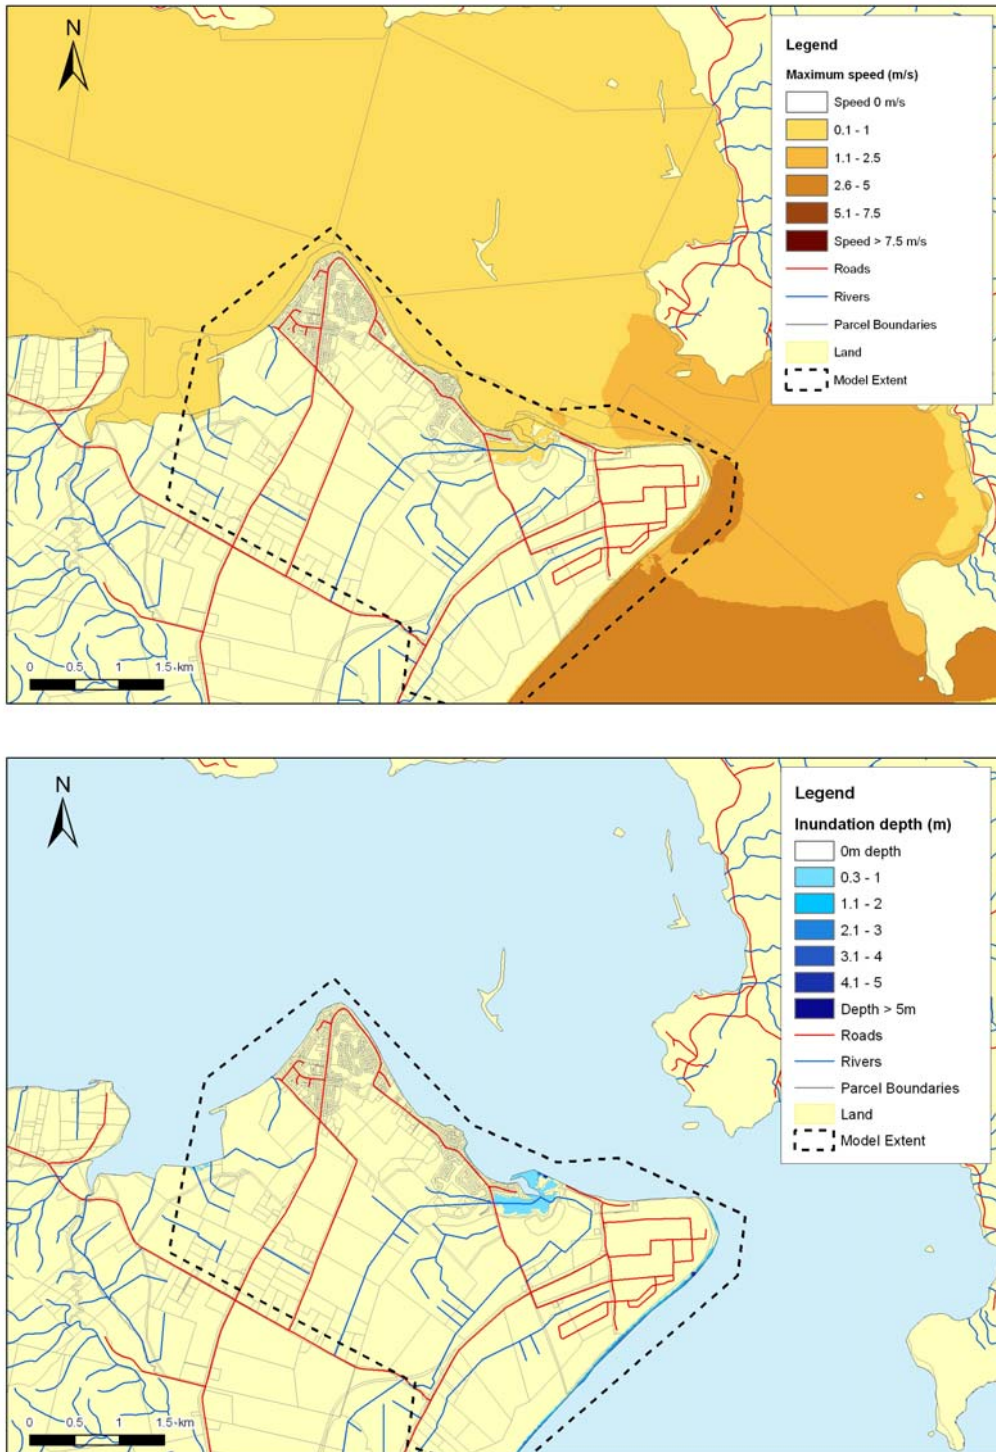 N
Legend
Maximum speed (m/s)
Speed 0 m/s
0.1 - 1
1.1 - 2.5
2.6 - 5
5.1 - 7.5
Speed > 7.5 m/s
Roads
Rivers
Parcel Boundaries
Land
Model Extent
0 0.5 1 1.5 km
N
Legend
Inundation depth (m)
0m depth
0.3 - 1
1.1 - 2
2.1 - 3
3.1 - 4
4.1 - 5
Depth > 5m
Roads
Rivers
Parcel Boundaries
Land
Model Extent
0 0.5 1 1.5 km